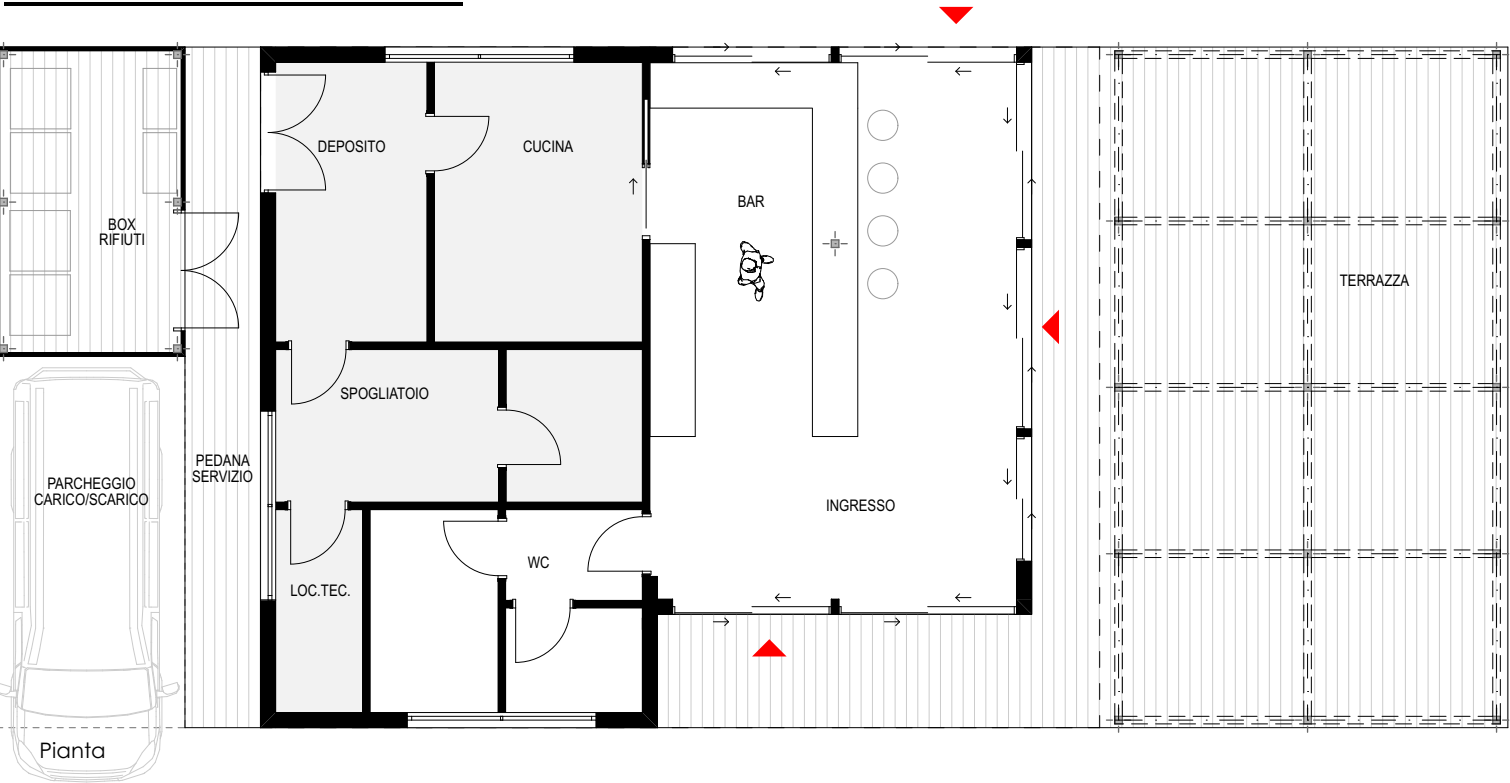 DEPOSITO
CUCINA
BAR
BOX
RIFIUTI
TERRAZZA
SPOGLIATOIO
PEDANA
SERVIZIO
PARCHEGGIO
CARICO/SCARICO
INGRESSO
WC
LOC.TEC.
Pianta